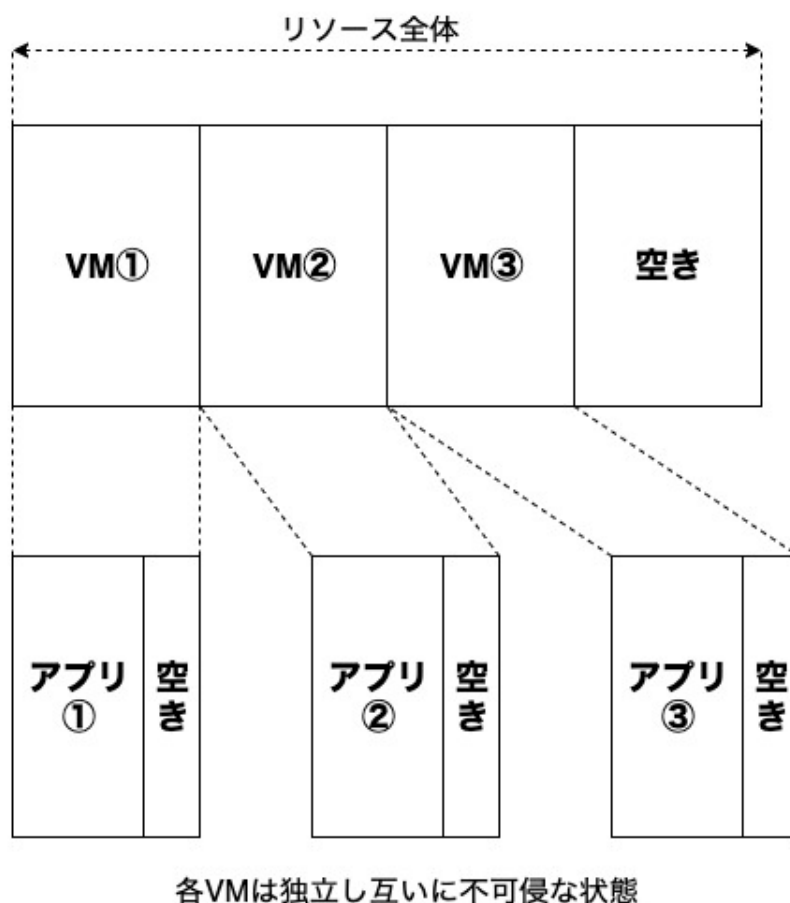 リソース全体
VM①
VM②
VM③
空き
アプリ
①
空
き
アプリ
②
空
き
アプリ
③
空
き
各VMは独立し互いに不可侵な状態